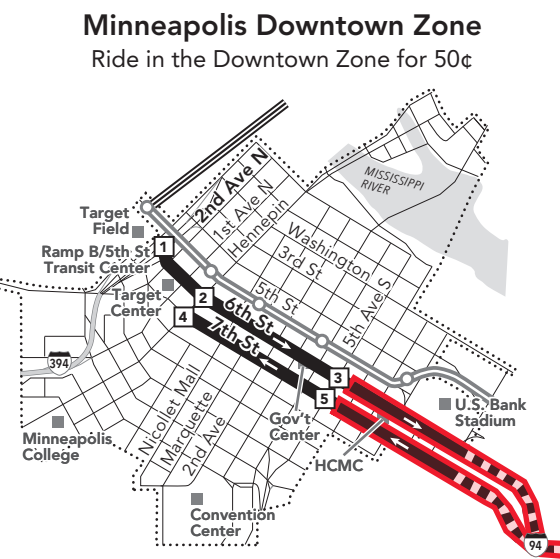 Minneapolis Downtown Zone
Ride in the Downtown Zone for 50¢
2nd Ave N
1st Ave N
Hennepin
MISSISSIPPI
RIVER
Target
Field
Washington
3rd St
1
Ramp B/5th St
Transit Center
Target
Center
5th St
5th Ave S
2
6th St
4
7th St
394
3
5
Nicollet Mall
Marquette
2nd Ave
Gov't
Center
U.S. Bank
Stadium
Minneapolis
College
HCMC
Convention
Center
94